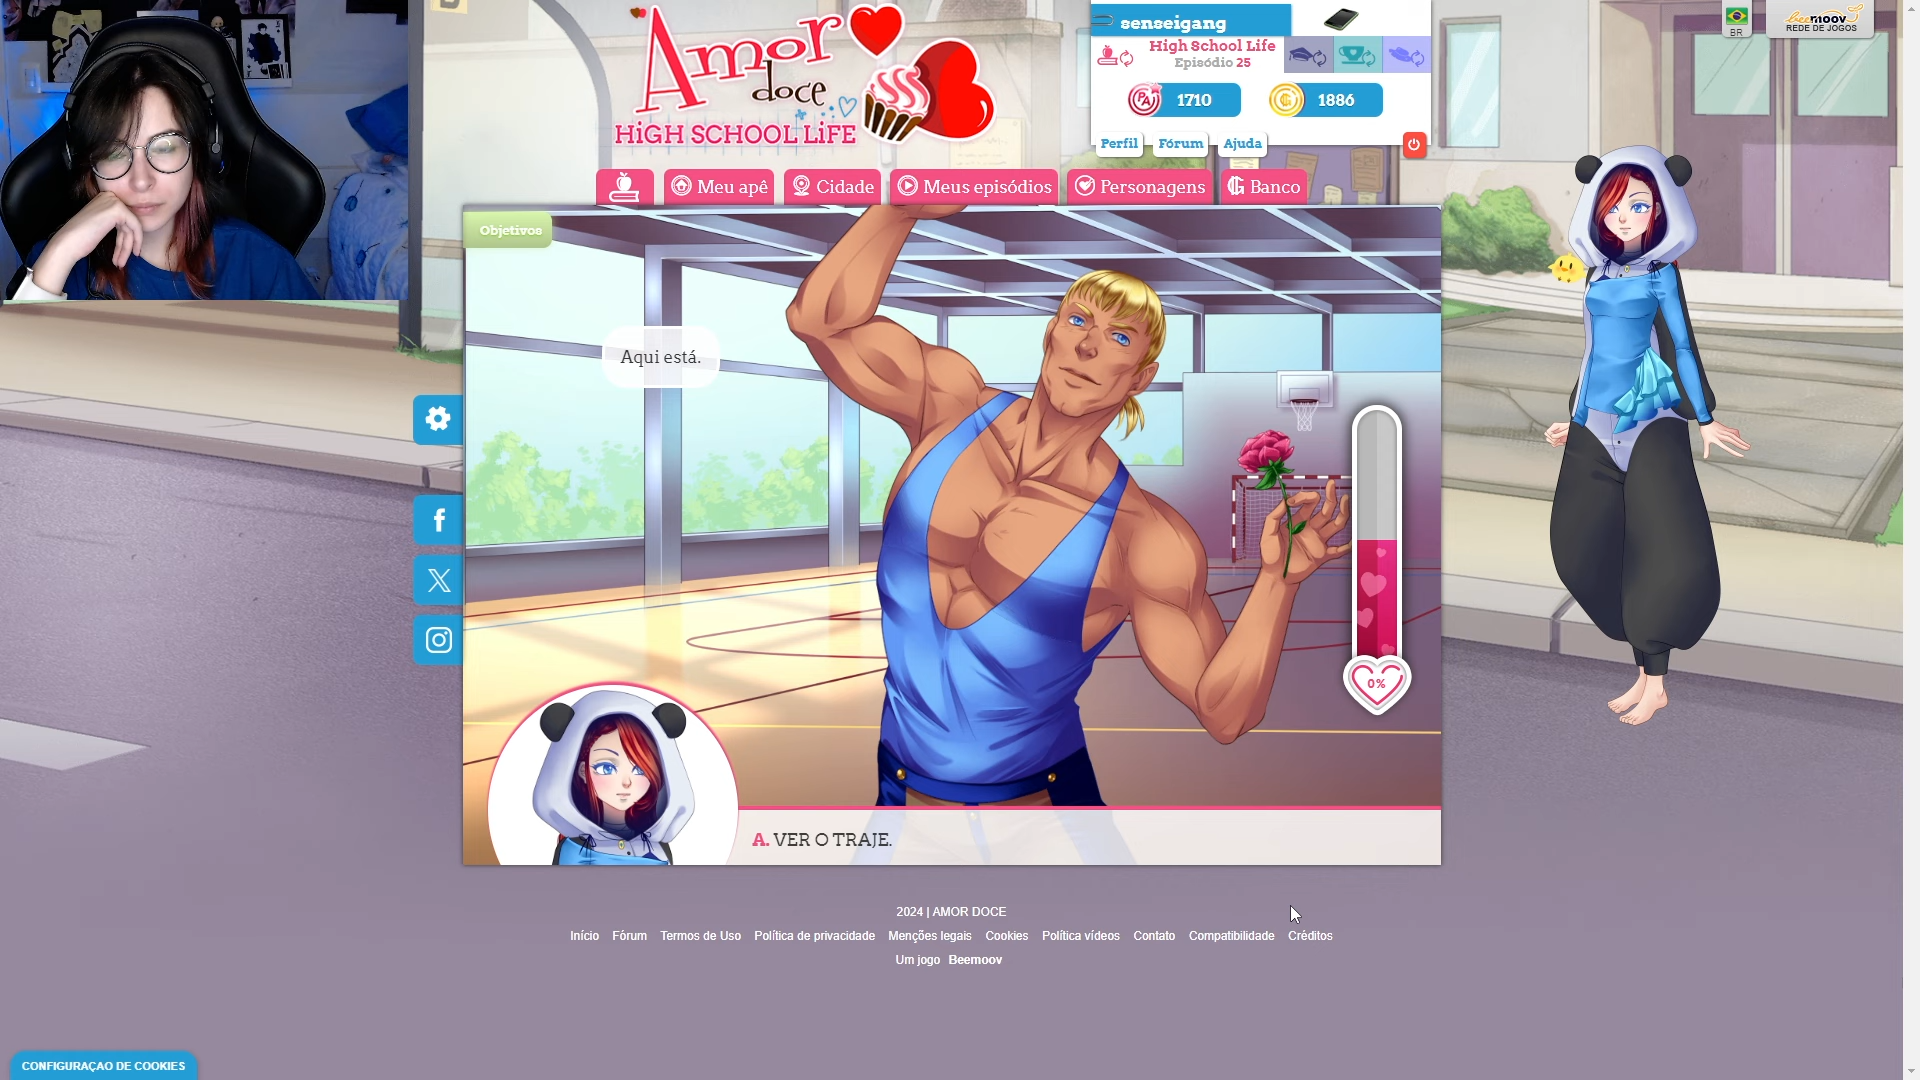 Amor
doce
HiGH SCHOOL LiFE
senseigang
High School Life
Episódio 25
PA
1710
1886
Perfil
Fórum
Ajuda
BR
beemoov
REDE DE JOGOS
Meu apê
Cidade
Meus episódios
Personagens
Banco
Objetivos
Aqui está.
0%
A. VER O TRAJE.
2024 | AMOR DOCE
Início Fórum Termos de Uso Política de privacidade Menções legais Cookies Política vídeos Contato Compatibilidade Créditos
Um jogo Beemoov
CONFIGURAÇAO DE COOKIES